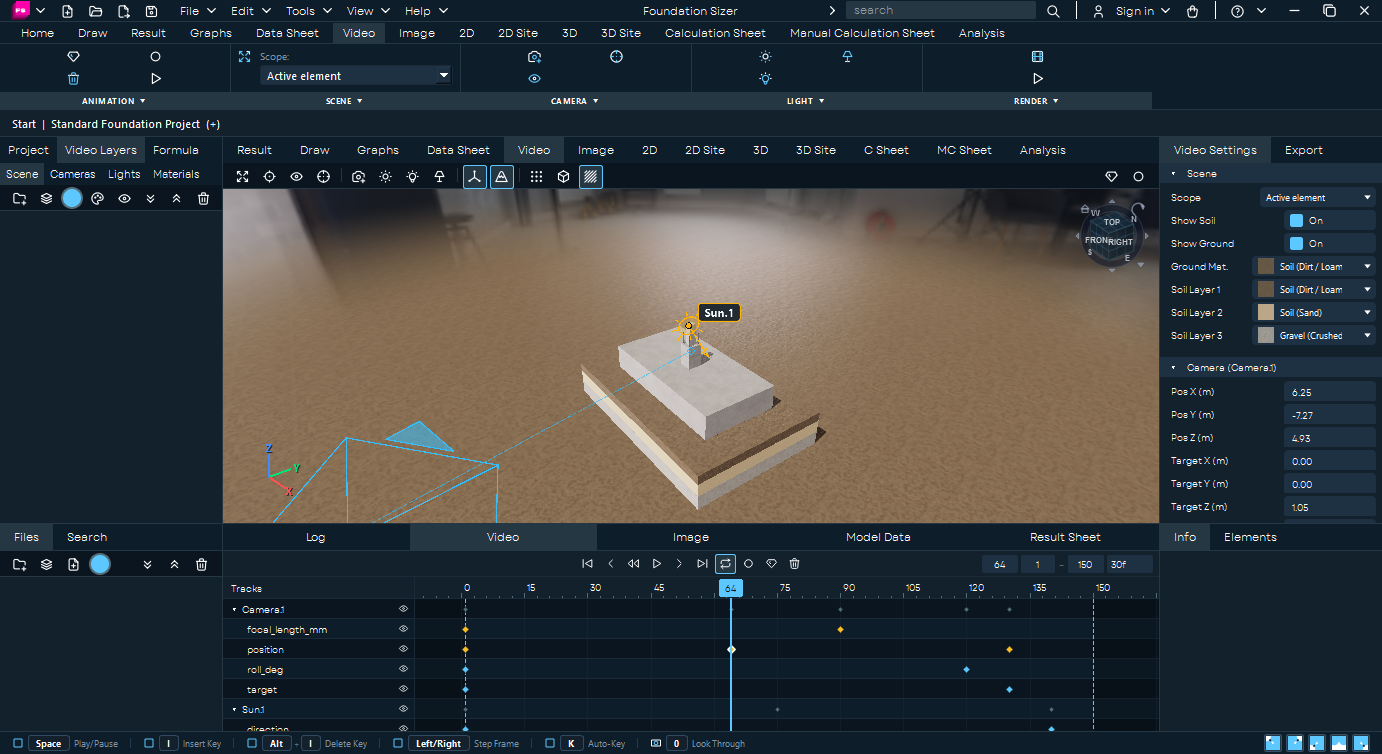 FS File Edit Tools View Help Foundation Sizer search Sign in
Home Draw Result Graphs Data Sheet Video Image 2D 2D Site 3D 3D Site Calculation Sheet Manual Calculation Sheet Analysis
Scope:
Active element
ANIMATION SCENE CAMERA LIGHT RENDER
Start | Standard Foundation Project (+)
Project Video Layers Formula
Scene Cameras Lights Materials
Result Draw Graphs Data Sheet Video Image 2D 2D Site 3D 3D Site C Sheet MC Sheet Analysis
W TOP N
FRONT RIGHT
S E
Sun.1
Z
Y
X
Video Settings Export
Scene
Scope Active element
Show Soil On
Show Ground On
Ground Mat. Soil (Dirt / Loam
Soil Layer 1 Soil (Dirt / Loam
Soil Layer 2 Soil (Sand)
Soil Layer 3 Gravel (Crushed
Camera (Camera.1)
Pos X (m) 6.25
Pos Y (m) -7.27
Pos Z (m) 4.93
Target X (m) 0.00
Target Y (m) 0.00
Target Z (m) 1.05
Files Search
Log Video Image Model Data Result Sheet
Info Elements
64 1 - 150 30f
Tracks 0 15 30 45 64 75 90 105 120 135 150
Camera.1
focal_length_mm
position
roll_deg
target
Sun.1
direction
Space Play/Pause I Insert Key Alt + I Delete Key Left/Right Step Frame K Auto-Key 0 Look Through